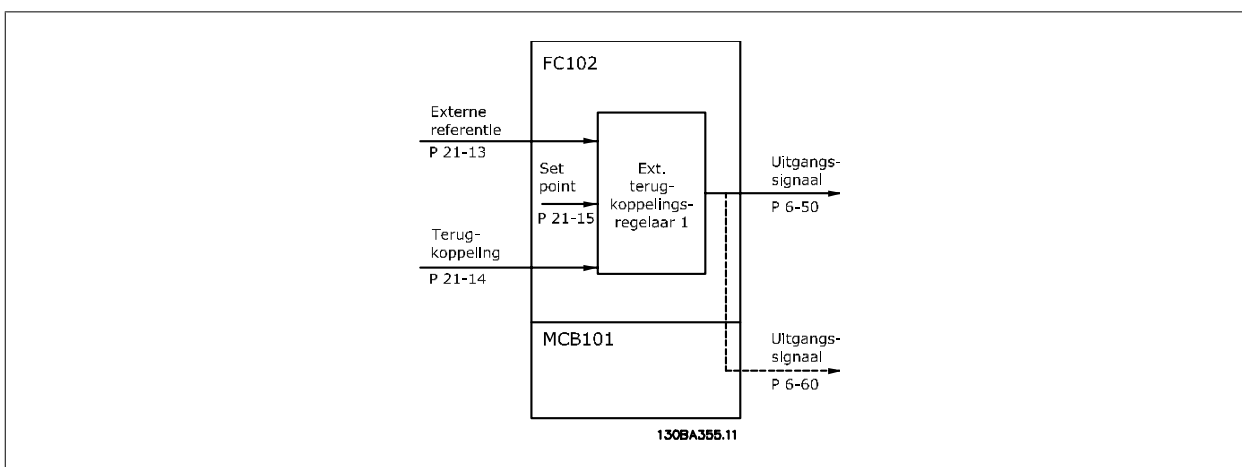 FC102
Externe
referentie
P 21-13
Set
point
P 21-15
Ext.
terug-
koppelings-
regelaar 1
Uitgangs-
signaal
P 6-50
Terug-
koppeling
P 21-14
MCB101
Uitgangs-
signaal
P 6-60
130BA355.11